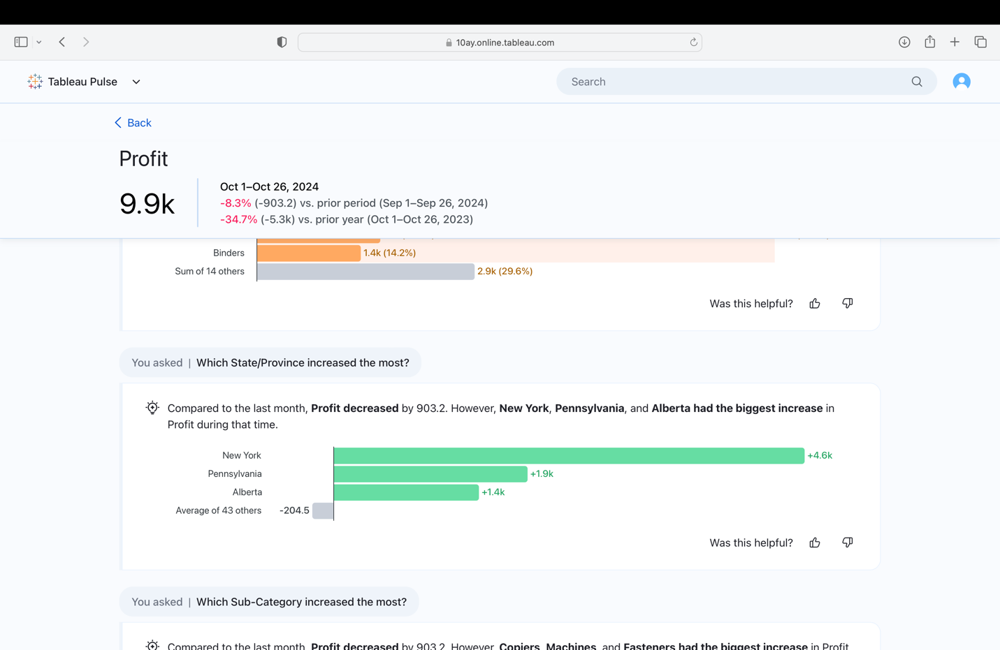 10ay.online.tableau.com
Tableau Pulse
Search
Back
Profit
9.9k
Oct 1–Oct 26, 2024
-8.3% (-903.2) vs. prior period (Sep 1–Sep 26, 2024)
-34.7% (-5.3k) vs. prior year (Oct 1–Oct 26, 2023)
Binders 1.4k (14.2%)
Sum of 14 others 2.9k (29.6%)
Was this helpful?
You asked | Which State/Province increased the most?
Compared to the last month, Profit decreased by 903.2. However, New York, Pennsylvania, and Alberta had the biggest increase in
Profit during that time.
New York +4.6k
Pennsylvania +1.9k
Alberta +1.4k
Average of 43 others -204.5
Was this helpful?
You asked | Which Sub-Category increased the most?
Compared to the last month, Profit decreased by 903.2. However, Copiers, Machines, and Fasteners had the biggest increase in Profit